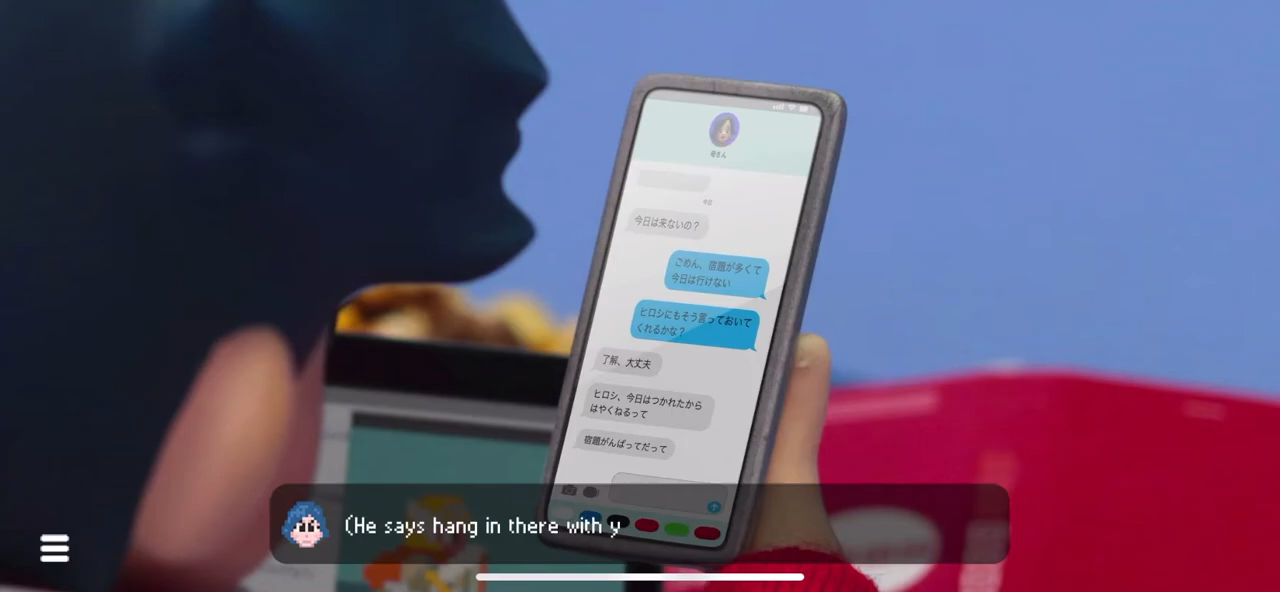 母さん
今日
今日は来ないの？
ごめん、宿題が多くて
今日は行けない
ヒロシにもそう言っておいて
くれるかな？
了解、大丈夫
ヒロシ、今日はつかれたから
はやくねるって
宿題がんばってだって
(He says hang in there with y